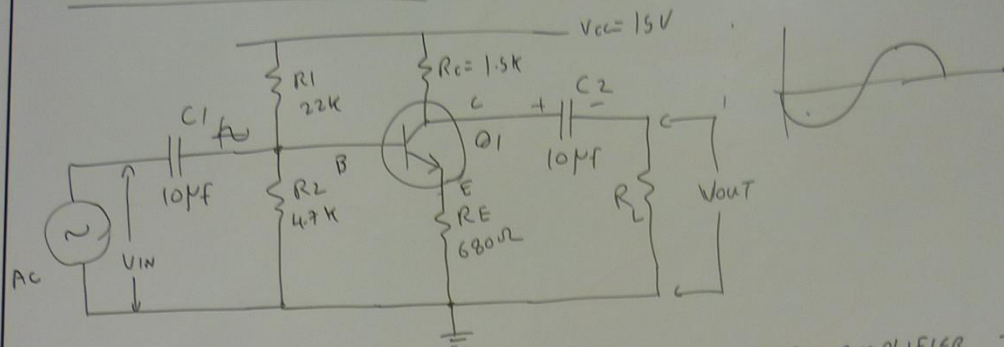 Vcc= 15V
R1
22K
Rc= 1.5K
C1
C
+
C2
-
B
Q1
10µf
10µf
R2
4.7K
E
RE
680Ω
RL
VOUT
AC
VIN